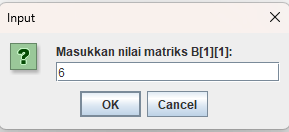 Input
Masukkan nilai matriks B[1][1]:
6
OK Cancel